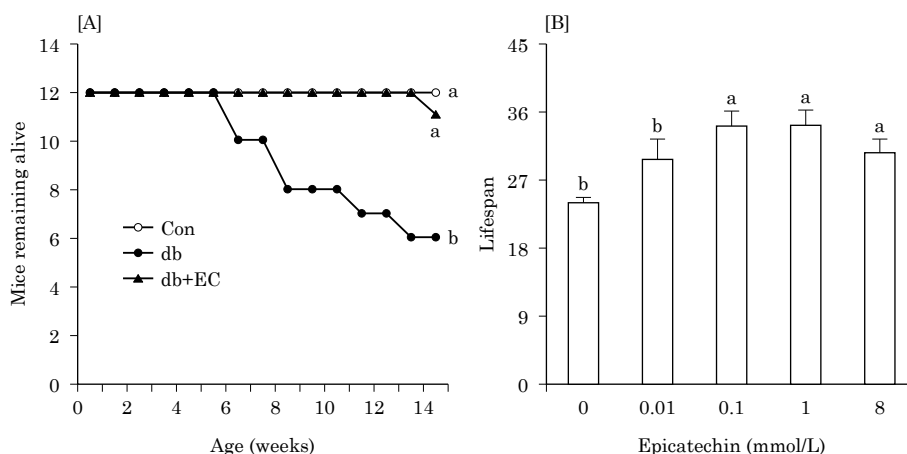 [A]
14
12
10
8
6
4
2
0
Mice remaining alive
a
a
b
Con
db
db+EC
0 2 4 6 8 10 12 14
Age (weeks)
[B]
45
36
27
18
9
0
Lifespan
b
b
a
a
a
0 0.01 0.1 1 8
Epicatechin (mmol/L)